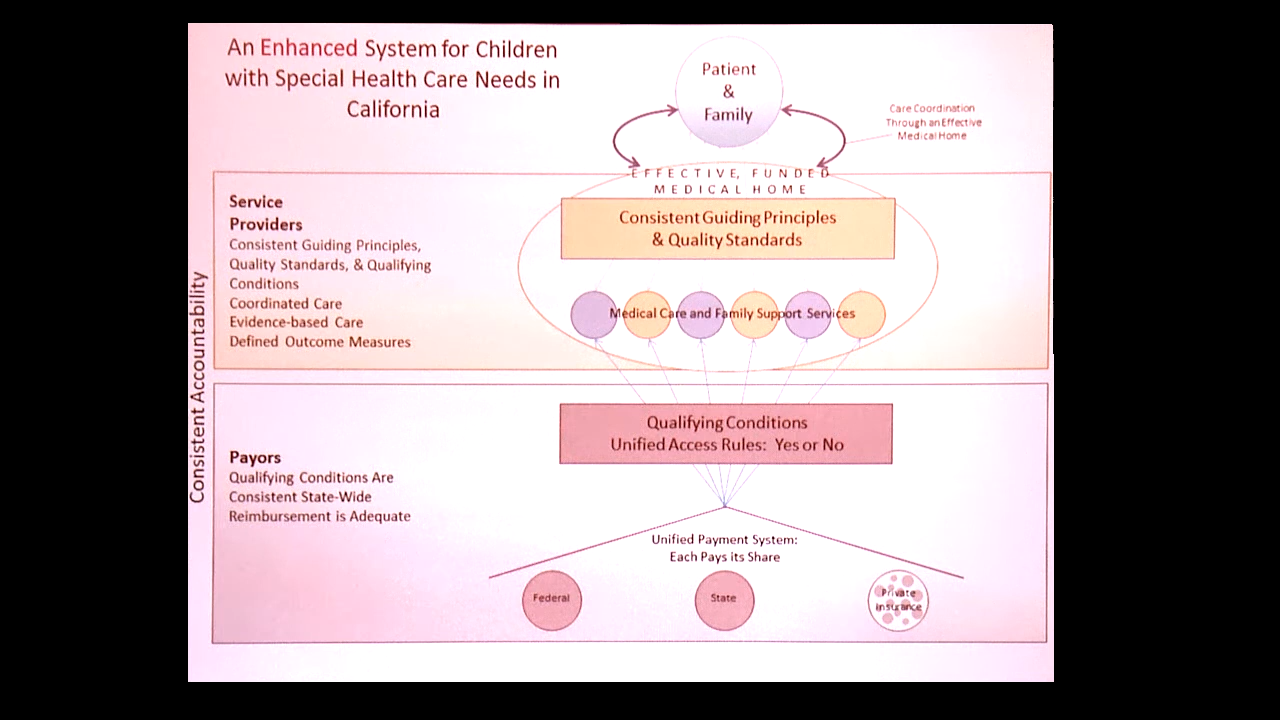 An Enhanced System for Children
with Special Health Care Needs in
California
Patient
&
Family
Care Coordination
Through an Effective
Medical Home
EFFECTIVE, FUNDED
MEDICAL HOME
Consistent Guiding Principles
& Quality Standards
Service
Providers
Consistent Guiding Principles,
Quality Standards, & Qualifying
Conditions
Coordinated Care
Evidence-based Care
Defined Outcome Measures
Medical Care and Family Support Services
Consistent Accountability
Qualifying Conditions
Unified Access Rules: Yes or No
Payors
Qualifying Conditions Are
Consistent State-Wide
Reimbursement is Adequate
Unified Payment System:
Each Pays its Share
Federal
State
Private
Insurance